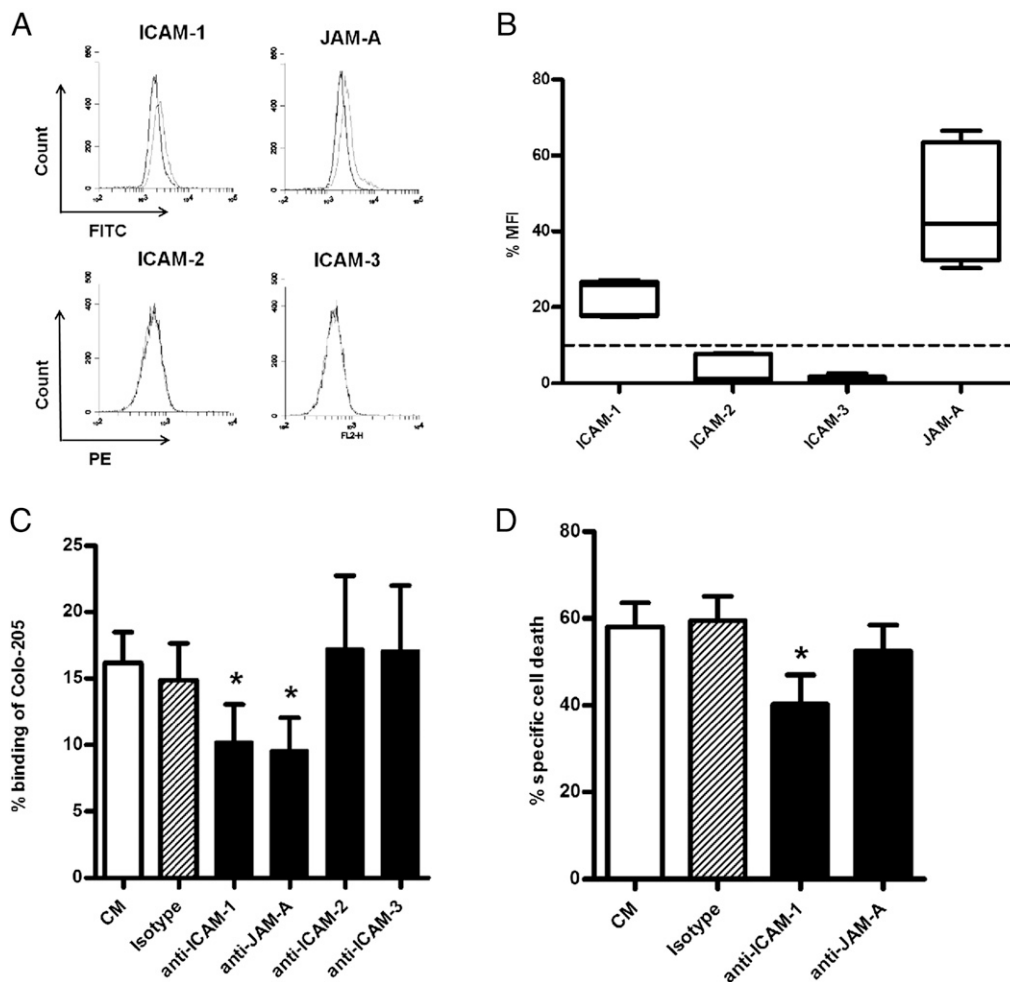 A
ICAM-1
JAM-A
Count
FITC
ICAM-2
ICAM-3
Count
PE
FL2-H
B
% MFI
80
60
40
20
0
ICAM-1
ICAM-2
ICAM-3
JAM-A
C
% binding of Colo-205
25
20
15
10
5
0
*
*
CM
Isotype
anti-ICAM-1
anti-JAM-A
anti-ICAM-2
anti-ICAM-3
D
% specific cell death
80
60
40
20
0
*
CM
Isotype
anti-ICAM-1
anti-JAM-A